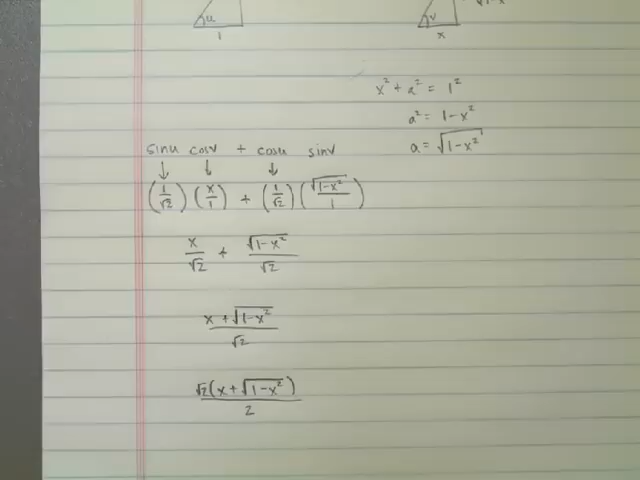 u
1
v
x
x² + a² = 1²
a² = 1-x²
a = √(1-x²)
sinu cosv + cosu sinv
↓ ↓ ↓
(1/√2) (x/1) + (1/√2) (√(1-x²)/1)
x/√2 + √(1-x²)/√2
(x + √(1-x²))/√2
√2(x + √(1-x²))/2